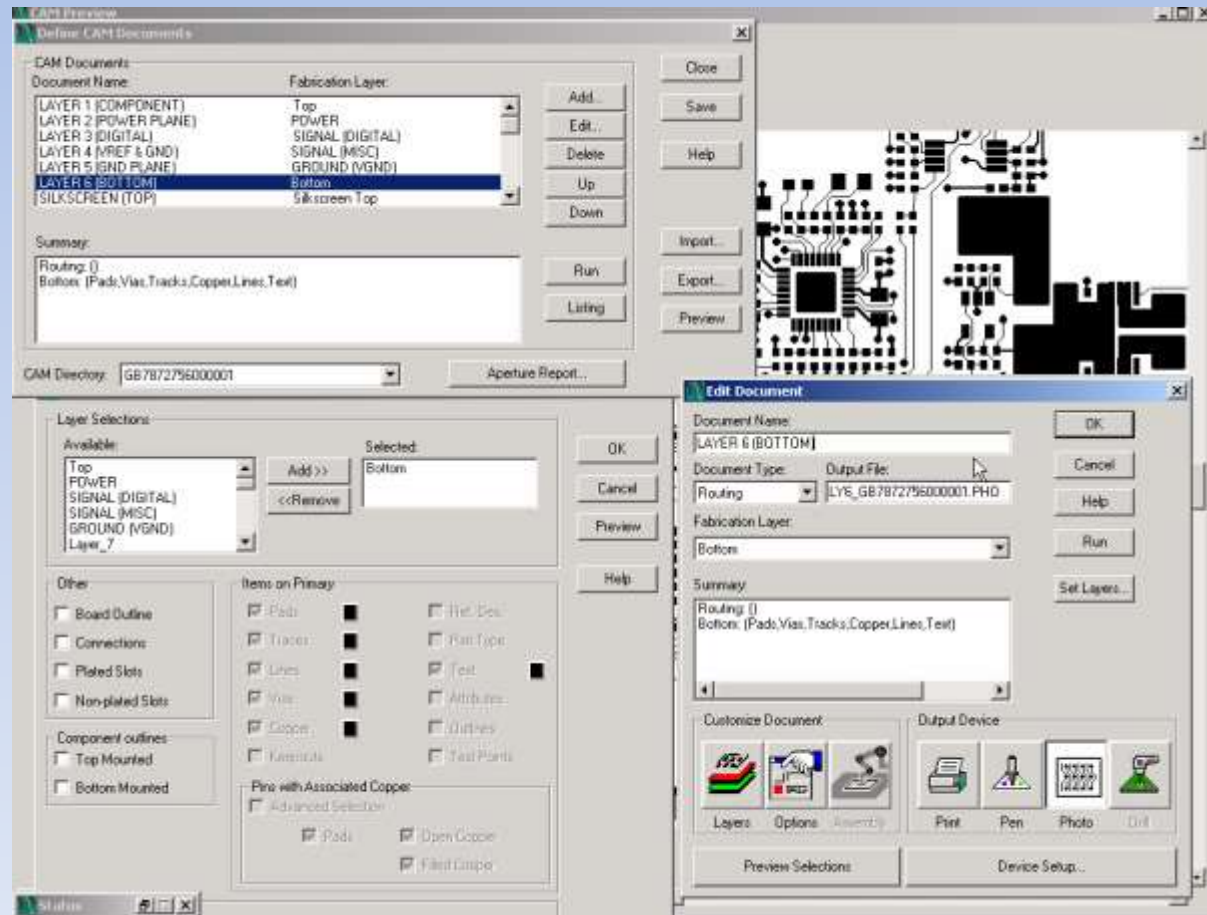 CAM Preview
Define CAM Documents
CAM Documents
Document Name:
Fabrication Layer:
LAYER 1 (COMPONENT) Top
LAYER 2 (POWER PLANE) POWER
LAYER 3 (DIGITAL) SIGNAL (DIGITAL)
LAYER 4 (VREF & GND) SIGNAL (MISC)
LAYER 5 (GND PLANE) GROUND (VGND)
LAYER 6 (BOTTOM) Bottom
SILKSCREEN (TOP) Silkscreen Top
Add...
Edit...
Delete
Up
Down
Close
Save
Help
Summary:
Routing: ()
Bottom: (Pads,Vias,Tracks,Copper,Lines,Text)
Run
Listing
Import...
Export...
Preview
CAM Directory: GB7872756000001
Aperture Report...
Layer Selections
Available:
Top
POWER
SIGNAL (DIGITAL)
SIGNAL (MISC)
GROUND (VGND)
Layer_7
Add >>
<<Remove
Selected:
Bottom
OK
Cancel
Preview
Help
Other
Board Outline
Connections
Plated Slots
Non-plated Slots
Component outlines
Top Mounted
Bottom Mounted
Items on Primary
Pads
Traces
Lines
Vias
Copper
Keepouts
Ref. Des.
Part Type
Text
Attributes
Outlines
Test Points
Pins with Associated Copper
Advanced Selection
Pads
Open Copper
Filled Copper
Status
Edit Document
Document Name:
LAYER 6 (BOTTOM)
Document Type:
Output File:
Routing
LY6_GB7872756000001.PHO
Fabrication Layer:
Bottom
Summary:
Routing: ()
Bottom: (Pads,Vias,Tracks,Copper,Lines,Text)
OK
Cancel
Help
Run
Set Layers...
Customize Document
Layers
Options
Assembly
Output Device
Print
Pen
Photo
Drill
Preview Selections
Device Setup...